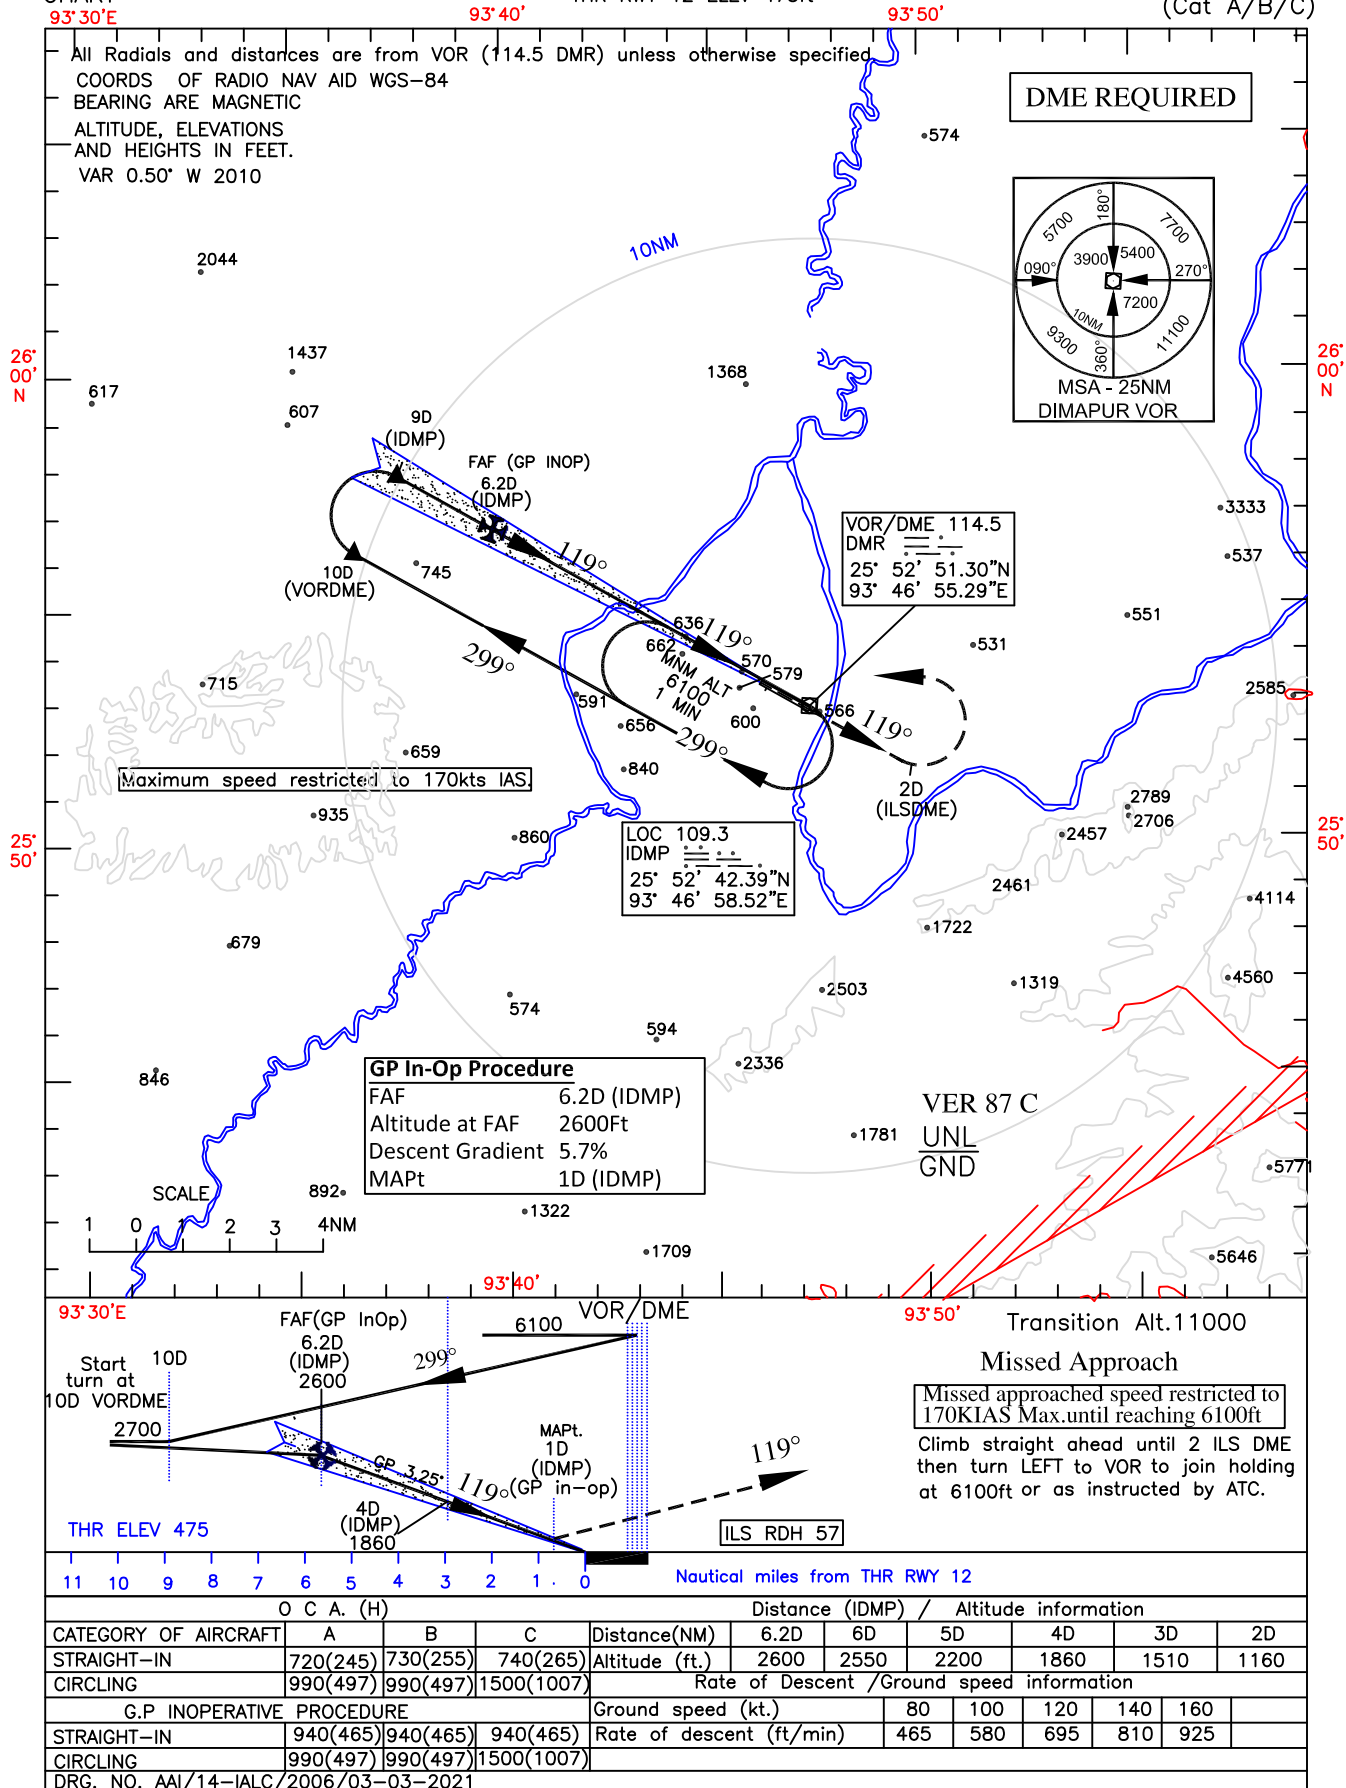 93°30'E
93°40'
93°50'
(Cat A/B/C)
All Radials and distances are from VOR (114.5 DMR) unless otherwise specified
COORDS OF RADIO NAV AID WGS-84
BEARING ARE MAGNETIC
ALTITUDE, ELEVATIONS
AND HEIGHTS IN FEET.
VAR 0.50° W 2010
DME REQUIRED
574
5700
180°
7700
3900
5400
090°
270°
7200
10NM
9300
360°
11100
MSA - 25NM
DIMAPUR VOR
10NM
2044
26°
00'
N
26°
00'
N
1437
617
607
1368
9D
(IDMP)
FAF (GP INOP)
6.2D
(IDMP)
119°
3333
537
VOR/DME 114.5
DMR
25° 52' 51.30"N
93° 46' 55.29"E
745
10D
(VORDME)
551
531
636
119°
662
570
579
MNM ALT
6100
1 MIN
299°
715
591
600
566
2585
656
299°
119°
659
840
Maximum speed restricted to 170kts IAS.
2D
(ILSDME)
935
860
2789
2706
2457
25°
50'
25°
50'
LOC 109.3
IDMP
25° 52' 42.39"N
93° 46' 58.52"E
2461
4114
1722
679
2503
1319
4560
574
594
2336
846
GP In-Op Procedure
FAF 6.2D (IDMP)
Altitude at FAF 2600Ft
Descent Gradient 5.7%
MAPt 1D (IDMP)
VER 87 C
UNL
GND
1781
5771
892
1322
SCALE
1 0 1 2 3 4NM
1709
5646
93°30'E
93°40'
93°50'
FAF(GP InOp)
6.2D
(IDMP)
2600
VOR/DME
6100
299°
Transition Alt.11000
Start
turn at
10D VORDME
10D
2700
Missed Approach
Missed approached speed restricted to
170KIAS Max.until reaching 6100ft
Climb straight ahead until 2 ILS DME
then turn LEFT to VOR to join holding
at 6100ft or as instructed by ATC.
MAPt.
1D
(IDMP)
(GP in-op)
119°
GP 3.25°
119°
4D
(IDMP)
1860
THR ELEV 475
ILS RDH 57
11 10 9 8 7 6 5 4 3 2 1 0
Nautical miles from THR RWY 12
O C A. (H)
Distance (IDMP) / Altitude information
CATEGORY OF AIRCRAFT A B C Distance(NM) 6.2D 6D 5D 4D 3D 2D
STRAIGHT-IN 720(245) 730(255) 740(265) Altitude (ft.) 2600 2550 2200 1860 1510 1160
CIRCLING 990(497) 990(497) 1500(1007) Rate of Descent /Ground speed information
G.P INOPERATIVE PROCEDURE Ground speed (kt.) 80 100 120 140 160
STRAIGHT-IN 940(465) 940(465) 940(465) Rate of descent (ft/min) 465 580 695 810 925
CIRCLING 990(497) 990(497) 1500(1007)
DRG. NO. AAI/14-IALC/2006/03-03-2021